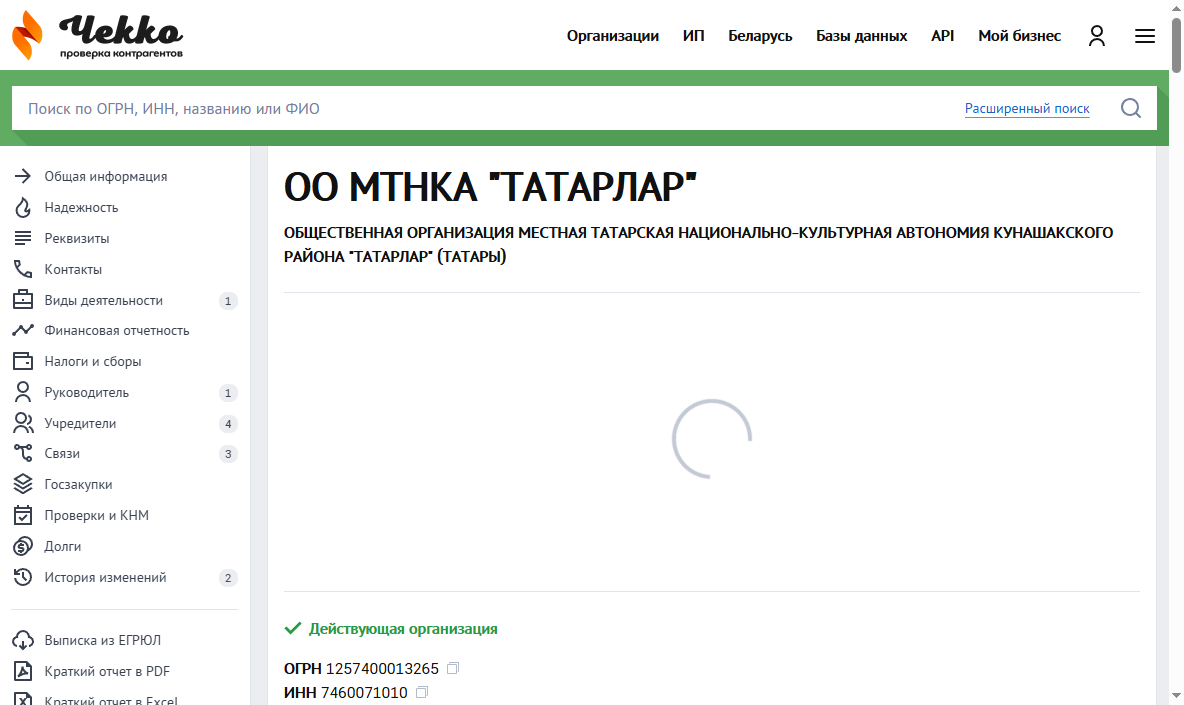 Чекко
проверка контрагентов
Организации ИП Беларусь Базы данных API Мой бизнес
Поиск по ОГРН, ИНН, названию или ФИО Расширенный поиск
Общая информация
Надежность
Реквизиты
Контакты
Виды деятельности 1
Финансовая отчетность
Налоги и сборы
Руководитель 1
Учредители 4
Связи 3
Госзакупки
Проверки и КНМ
Долги
История изменений 2
Выписка из ЕГРЮЛ
Краткий отчет в PDF
Краткий отчет в Excel
ОО МТНКА "ТАТАРЛАР"
ОБЩЕСТВЕННАЯ ОРГАНИЗАЦИЯ МЕСТНАЯ ТАТАРСКАЯ НАЦИОНАЛЬНО-КУЛЬТУРНАЯ АВТОНОМИЯ КУНАШАКСКОГО
РАЙОНА "ТАТАРЛАР" (ТАТАРЫ)
Действующая организация
ОГРН 1257400013265
ИНН 7460071010